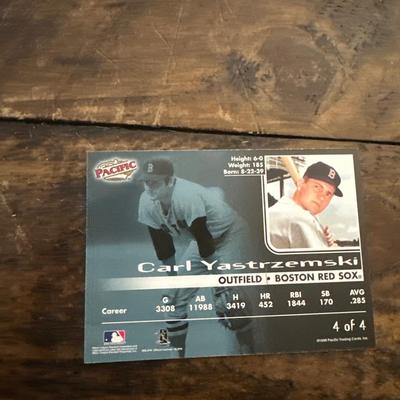 PACIFIC
Height: 6-0
Weight: 185
Born: 8-22-39
B
Carl Yastrzemski
OUTFIELD • BOSTON RED SOX®
G AB H HR RBI SB AVG
Career 3308 11988 3419 452 1844 170 .285
4 of 4